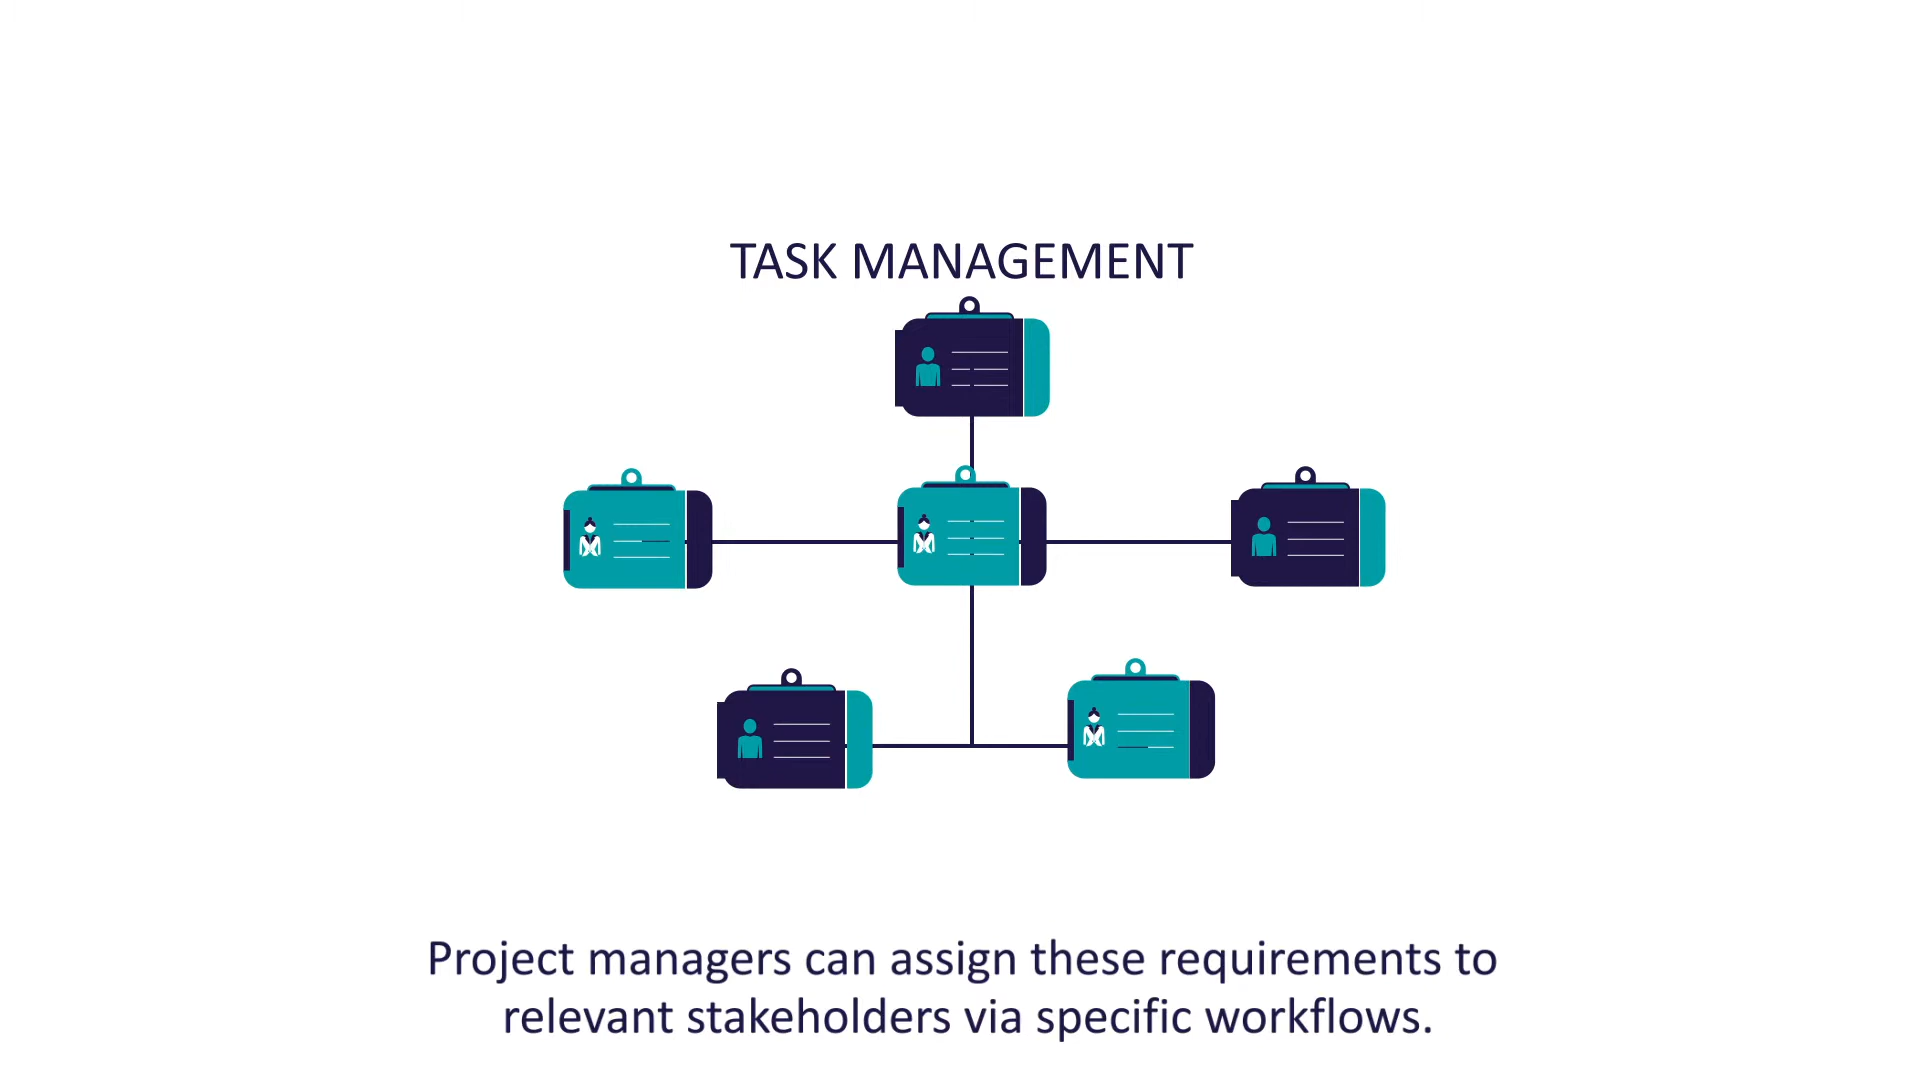 TASK MANAGEMENT
Project managers can assign these requirements to
relevant stakeholders via specific workflows.